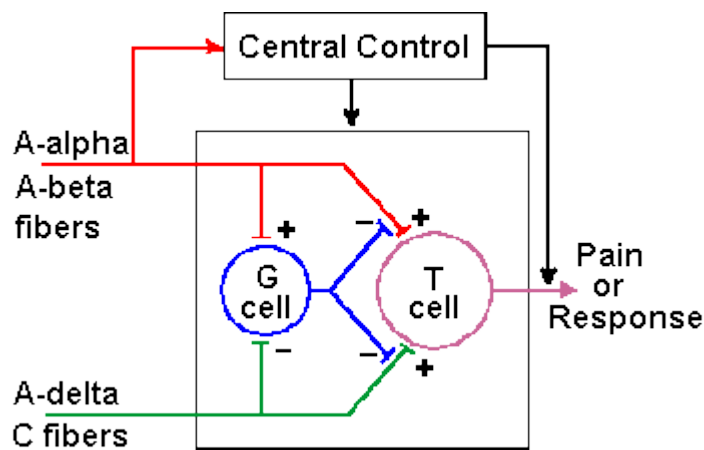 Central Control
A-alpha
A-beta
fibers
+
+
−
G
cell
T
cell
Pain
or
Response
−
−
+
A-delta
C fibers